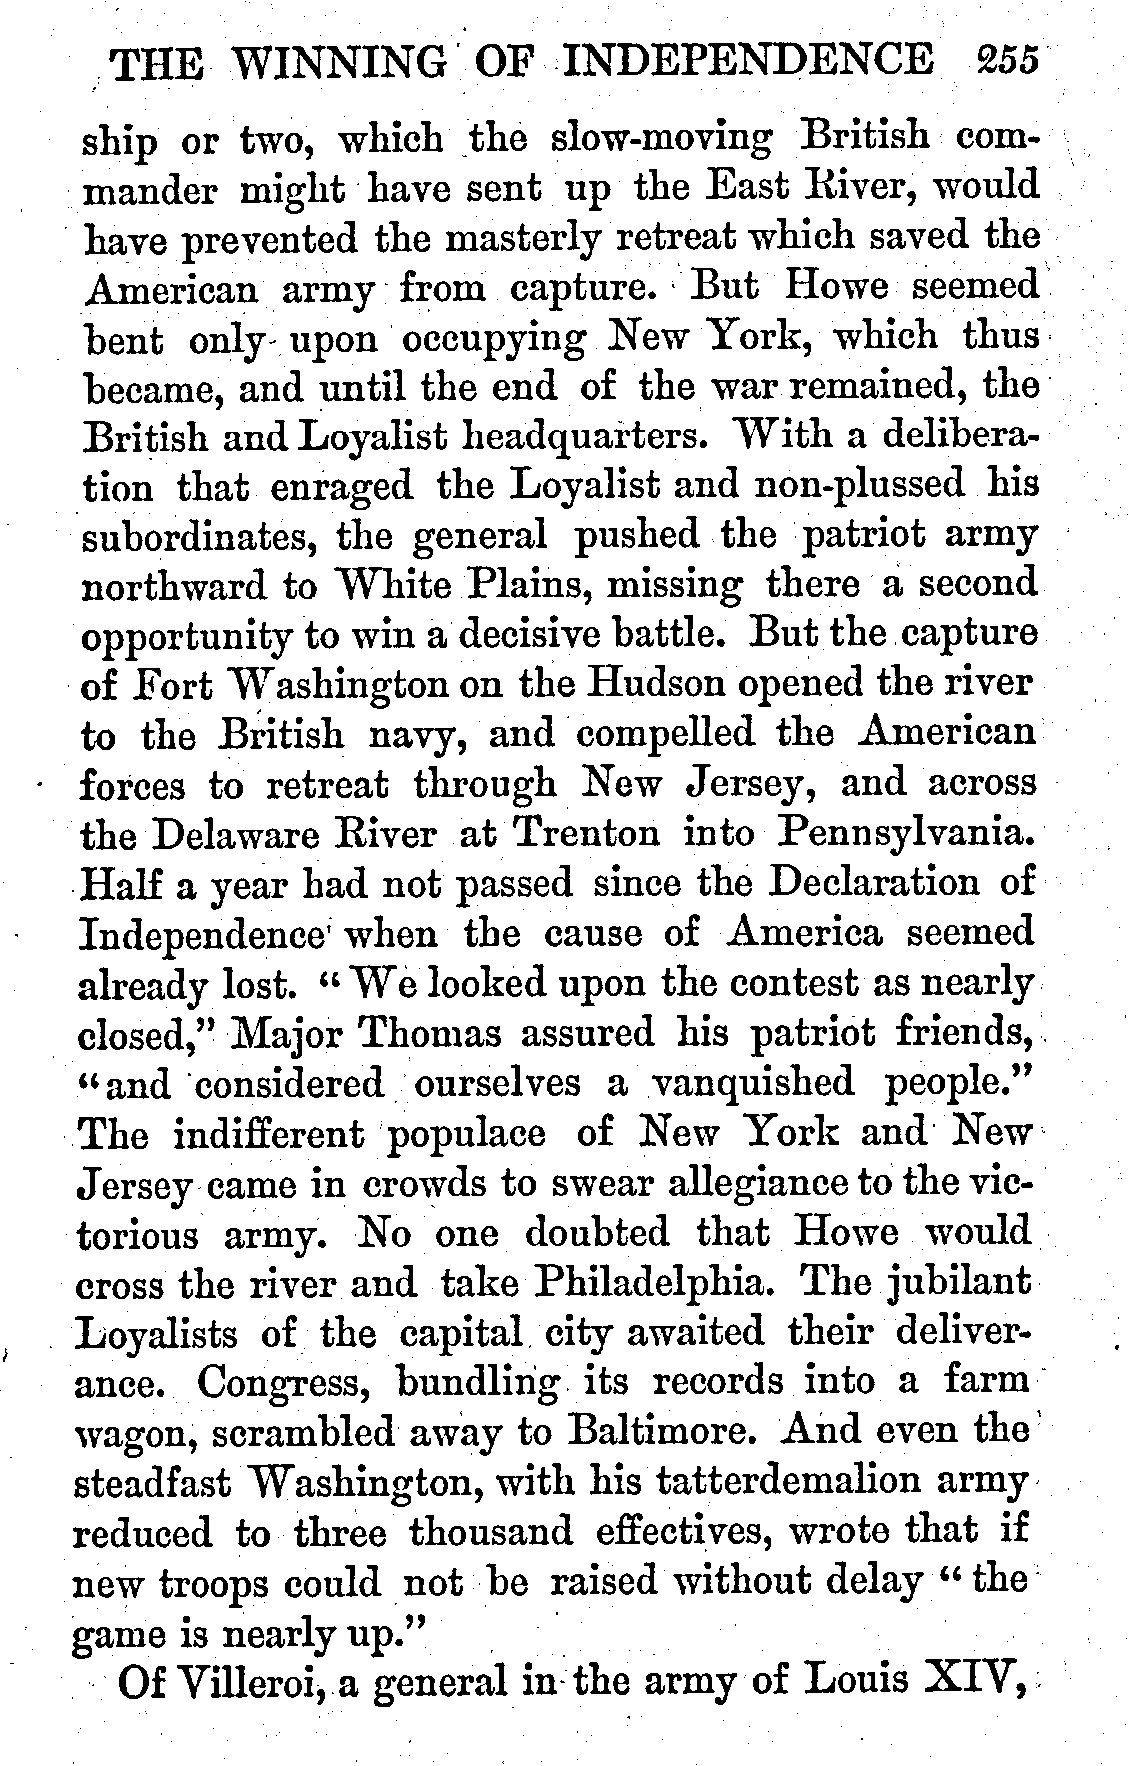 THE WINNING OF INDEPENDENCE 255
ship or two, which the slow-moving British com-
mander might have sent up the East River, would
have prevented the masterly retreat which saved the
American army from capture. But Howe seemed
bent only upon occupying New York, which thus
became, and until the end of the war remained, the
British and Loyalist headquarters. With a delibera-
tion that enraged the Loyalist and non-plussed his
subordinates, the general pushed the patriot army
northward to White Plains, missing there a second
opportunity to win a decisive battle. But the capture
of Fort Washington on the Hudson opened the river
to the British navy, and compelled the American
forces to retreat through New Jersey, and across
the Delaware River at Trenton into Pennsylvania.
Half a year had not passed since the Declaration of
Independence when the cause of America seemed
already lost. "We looked upon the contest as nearly
closed," Major Thomas assured his patriot friends,
"and considered ourselves a vanquished people."
The indifferent populace of New York and New
Jersey came in crowds to swear allegiance to the vic-
torious army. No one doubted that Howe would
cross the river and take Philadelphia. The jubilant
Loyalists of the capital city awaited their deliver-
ance. Congress, bundling its records into a farm
wagon, scrambled away to Baltimore. And even the
steadfast Washington, with his tatterdemalion army
reduced to three thousand effectives, wrote that if
new troops could not be raised without delay "the
game is nearly up."
Of Villeroi, a general in the army of Louis XIV,